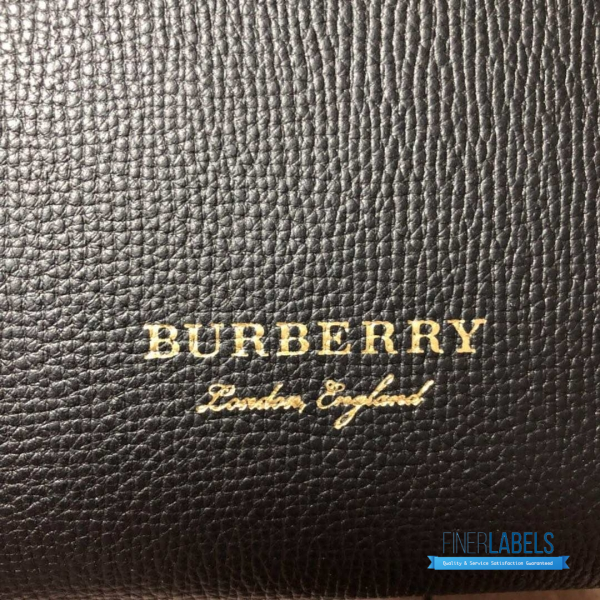 BURBERRY
London, England
FINERLABELS
Quality & Service Satisfaction Guaranteed